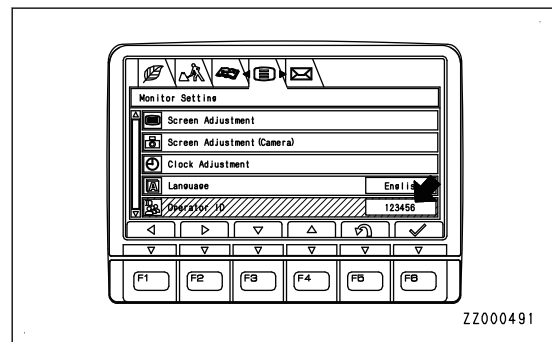 Monitor Setting
Screen Adjustment
Screen Adjustment(Camera)
Clock Adjustment
A Language English
Operator ID 123456
F1 F2 F3 F4 F5 F6
ZZ000491